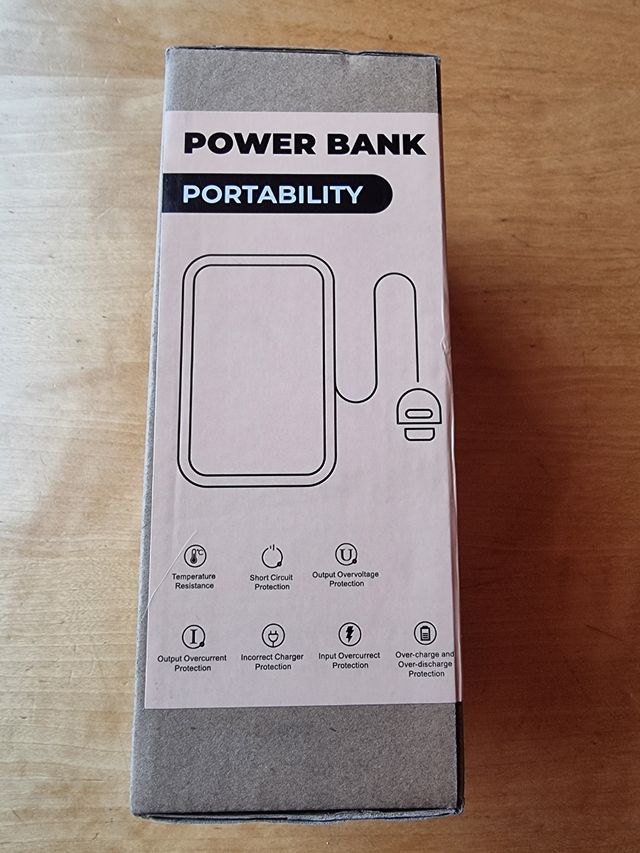 POWER BANK
PORTABILITY
°C
U
Temperature
Resistance
Short Circuit
Protection
Output Overvoltage
Protection
I
Output Overcurrent
Protection
Incorrect Charger
Protection
Input Overcurrect
Protection
Over-charge and
Over-discharge
Protection